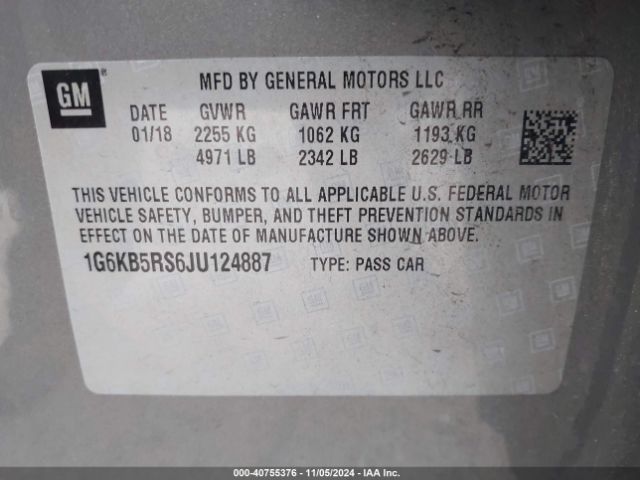 GM
®
MFD BY GENERAL MOTORS LLC
DATE GVWR GAWR FRT GAWR RR
01/18 2255 KG 1062 KG 1193 KG
4971 LB 2342 LB 2629 LB
THIS VEHICLE CONFORMS TO ALL APPLICABLE U.S. FEDERAL MOTOR
VEHICLE SAFETY, BUMPER, AND THEFT PREVENTION STANDARDS IN
EFFECT ON THE DATE OF MANUFACTURE SHOWN ABOVE.
1G6KB5RS6JU124887 TYPE: PASS CAR
000-40755376 - 11/05/2024 - IAA Inc.